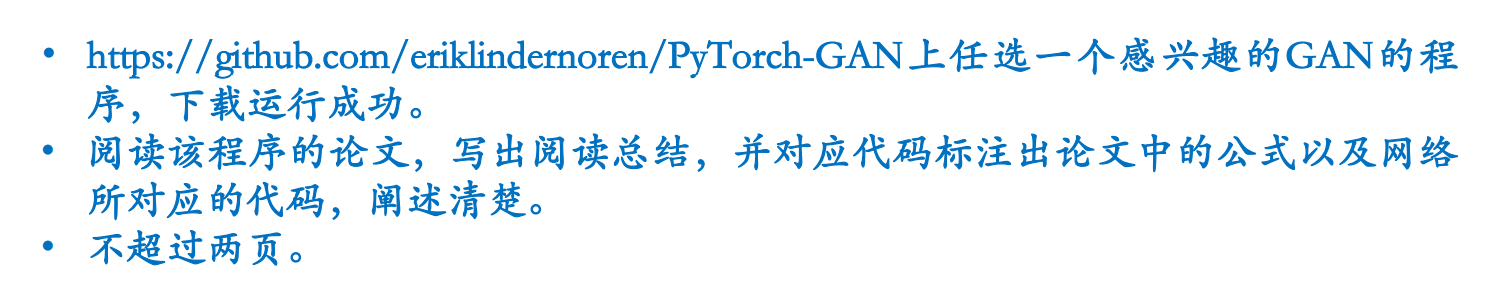 • https://github.com/eriklindernoren/PyTorch-GAN上任选一个感兴趣的GAN的程
序，下载运行成功。
• 阅读该程序的论文，写出阅读总结，并对应代码标注出论文中的公式以及网络
所对应的代码，阐述清楚。
• 不超过两页。